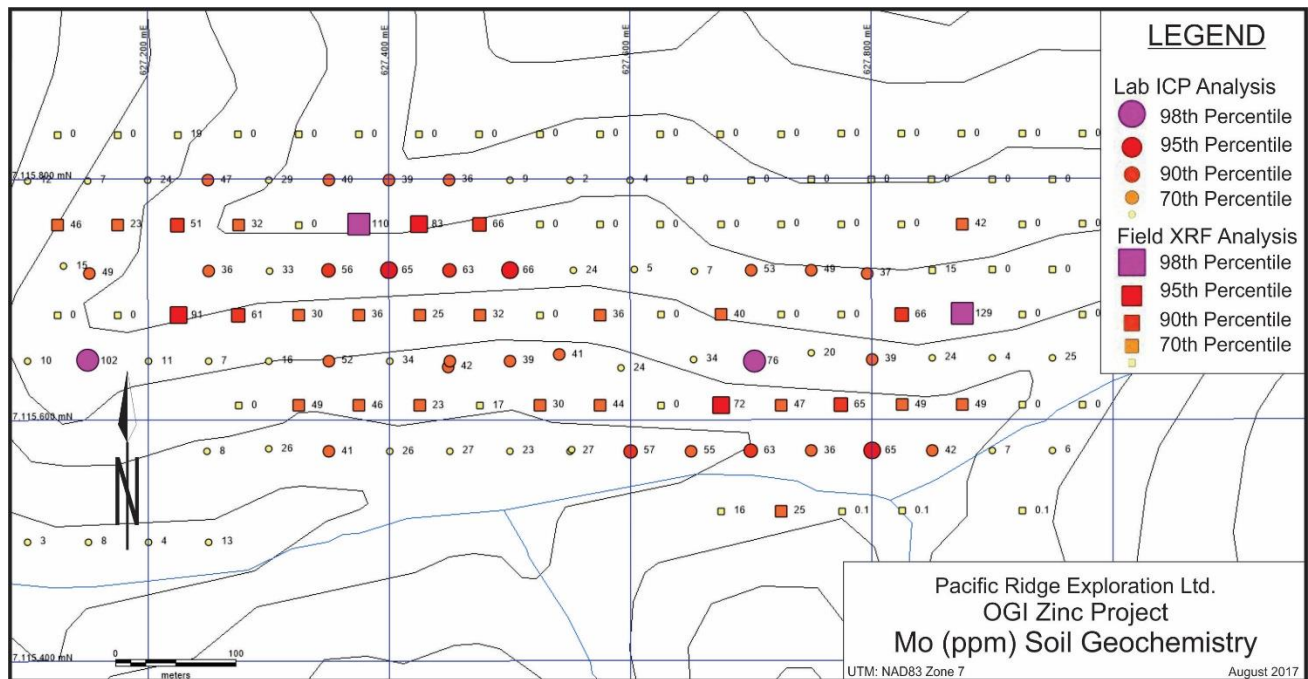 627.200 mE
627.400 mE
627.600 mE
627.800 mE
LEGEND
Lab ICP Analysis
98th Percentile
95th Percentile
90th Percentile
70th Percentile
Field XRF Analysis
98th Percentile
95th Percentile
90th Percentile
70th Percentile
0 0 19 0 0 0 0 0 0 0 0 0 0 0 0 0 0 0
7.115.800 mN
12 7 24 47 29 40 39 36 9 2 4 0 0 0 0 0 0 0
46 23 51 32 0 110 83 66 0 0 0 0 0 0 0 42 0 0
15 49 36 33 56 65 63 66 24 5 7 53 49 37 15 0 0
0 0 91 61 30 36 25 32 0 36 0 40 0 0 66 129 0 0
10 102 11 7 16 52 34 42 39 41 24 34 76 20 39 24 4 25
7.115.600 mN
0 49 46 23 17 30 44 0 72 47 65 49 49 0 0
8 26 41 26 27 23 27 57 55 63 36 65 42 7 6
N
16 25 0.1 0.1 0.1
3 8 4 13
7.115.400 mN
0 100
meters
Pacific Ridge Exploration Ltd.
OGI Zinc Project
Mo (ppm) Soil Geochemistry
UTM: NAD83 Zone 7
August 2017